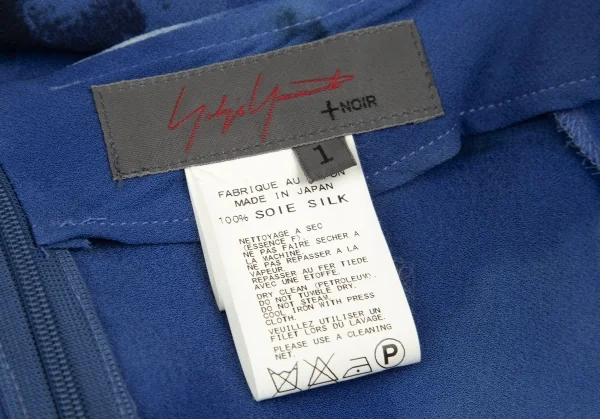 Yohji Yamamoto
+NOIR
1
FABRIQUE AU JAPON
MADE IN JAPAN
100% SOIE SILK
NETTOYAGE A SEC
(ESSENCE F).
NE PAS FAIRE SECHER A
LA MACHINE.
NE PAS REPASSER A LA
VAPEUR.
REPASSER AU FER TIEDE
AVEC UNE ETOFFE.
DRY CLEAN (PETROLEUM).
DO NOT TUMBLE DRY.
DO NOT STEAM.
COOL IRON WITH PRESS
CLOTH.
VEUILLEZ UTILISER UN
FILET LORS DU LAVAGE.
PLEASE USE A CLEANING
NET.
P